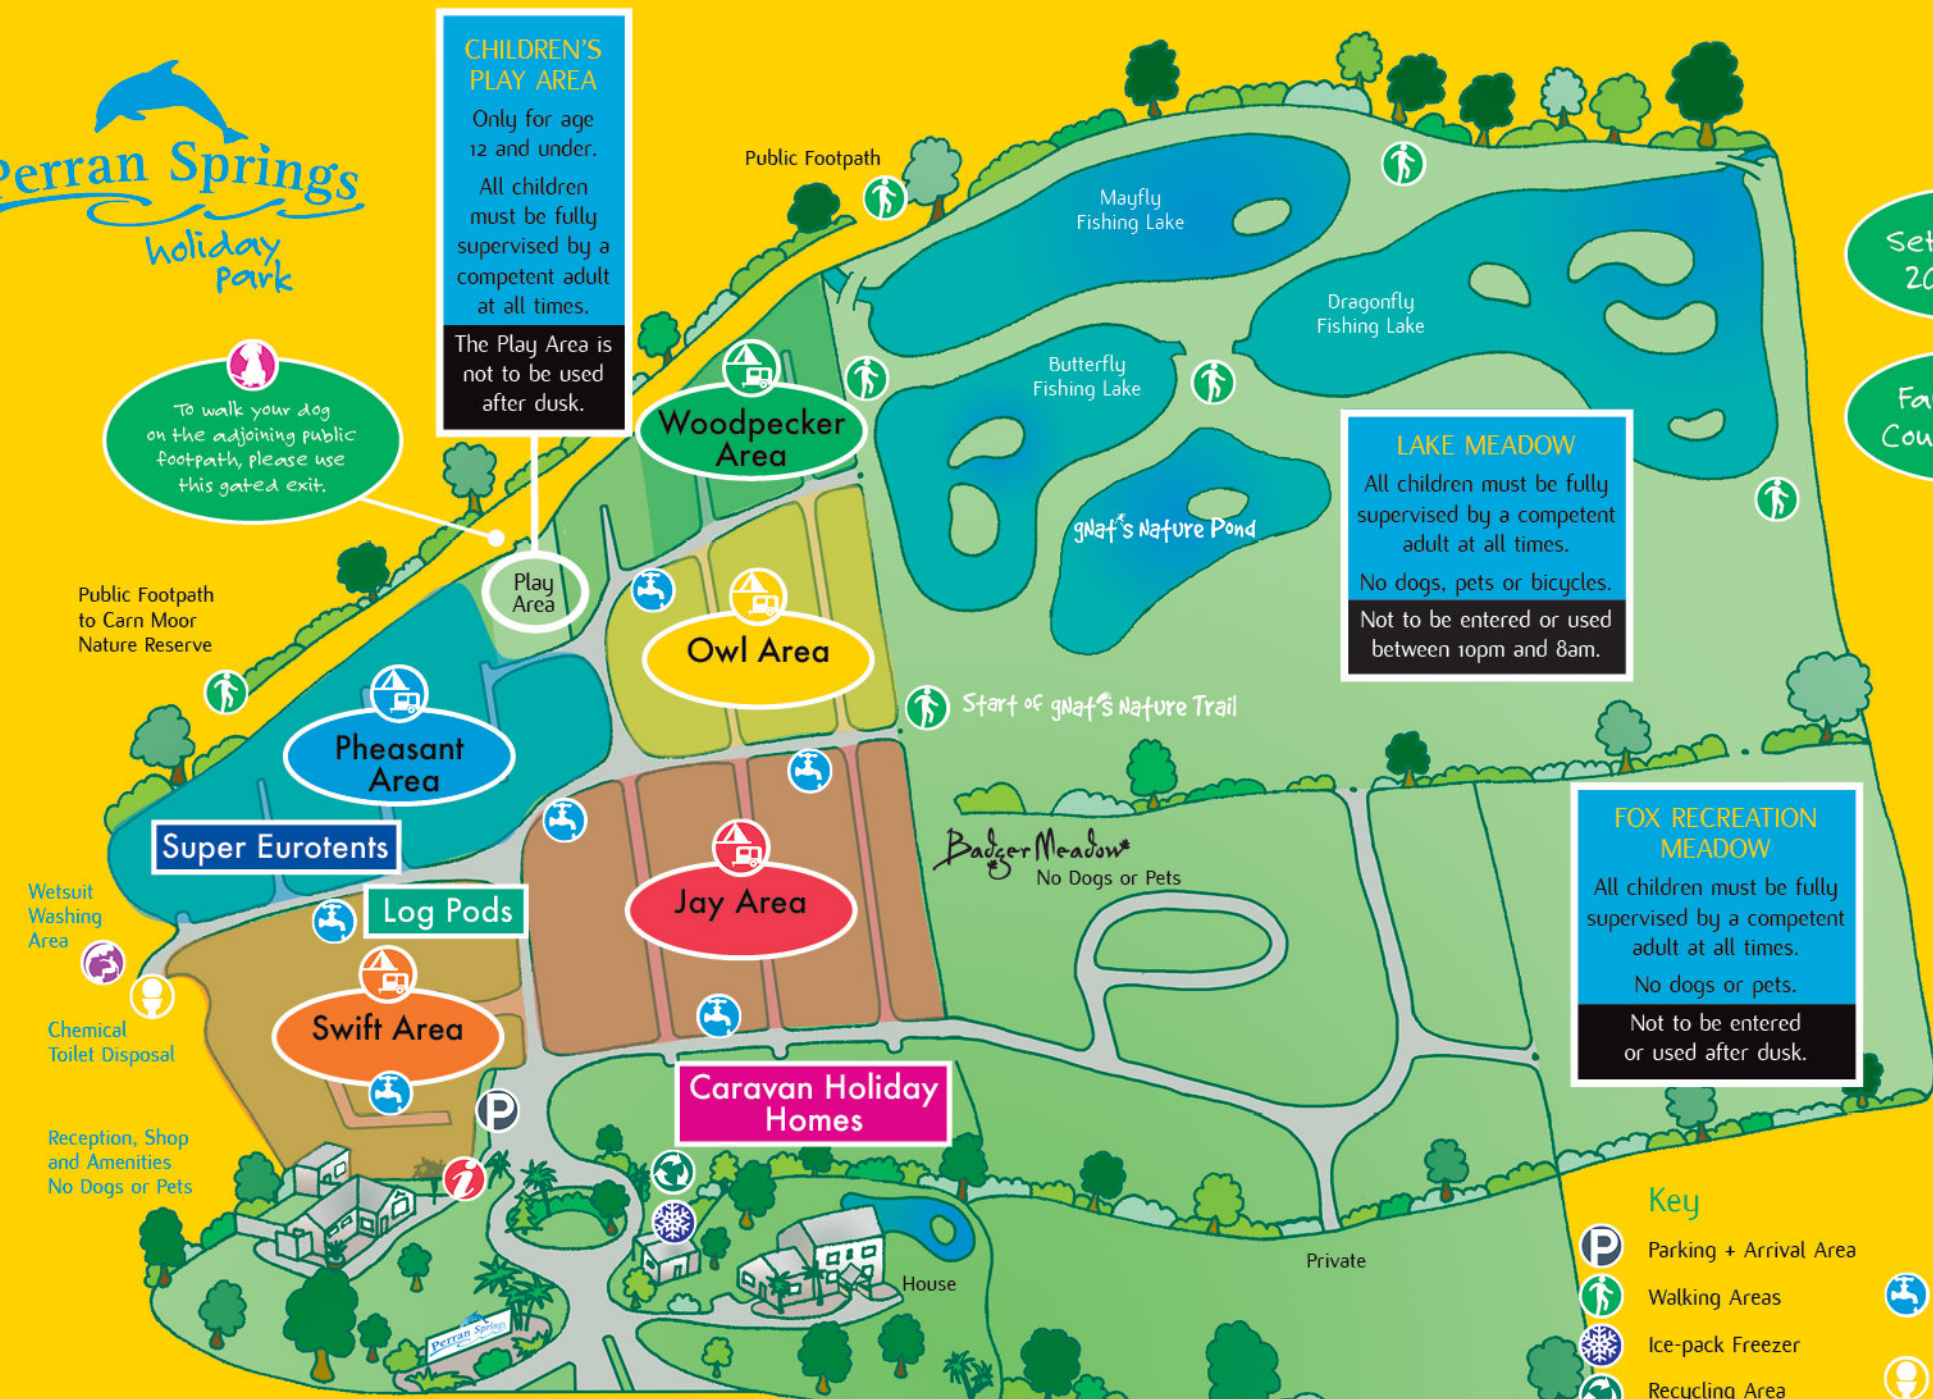 Perran Springs
holiday
park
CHILDREN'S
PLAY AREA
Only for age
12 and under.
All children
must be fully
supervised by a
competent adult
at all times.
The Play Area is
not to be used
after dusk.
To walk your dog
on the adjoining public
footpath, please use
this gated exit.
Public Footpath
Mayfly
Fishing Lake
Dragonfly
Fishing Lake
Butterfly
Fishing Lake
gNat's Nature Pond
Woodpecker
Area
LAKE MEADOW
All children must be fully
supervised by a competent
adult at all times.
No dogs, pets or bicycles.
Not to be entered or used
between 10pm and 8am.
Public Footpath
to Carn Moor
Nature Reserve
Play
Area
Owl Area
Start of gNat's Nature Trail
Pheasant
Area
Super Eurotents
Badger Meadow
No Dogs or Pets
FOX RECREATION
MEADOW
All children must be fully
supervised by a competent
adult at all times.
No dogs or pets.
Not to be entered
or used after dusk.
Wetsuit
Washing
Area
Log Pods
Jay Area
Swift Area
Chemical
Toilet Disposal
Caravan Holiday
Homes
P
i
Reception, Shop
and Amenities
No Dogs or Pets
House
Private
Perran Springs
Key
P
Parking + Arrival Area
Walking Areas
Ice-pack Freezer
Recycling Area